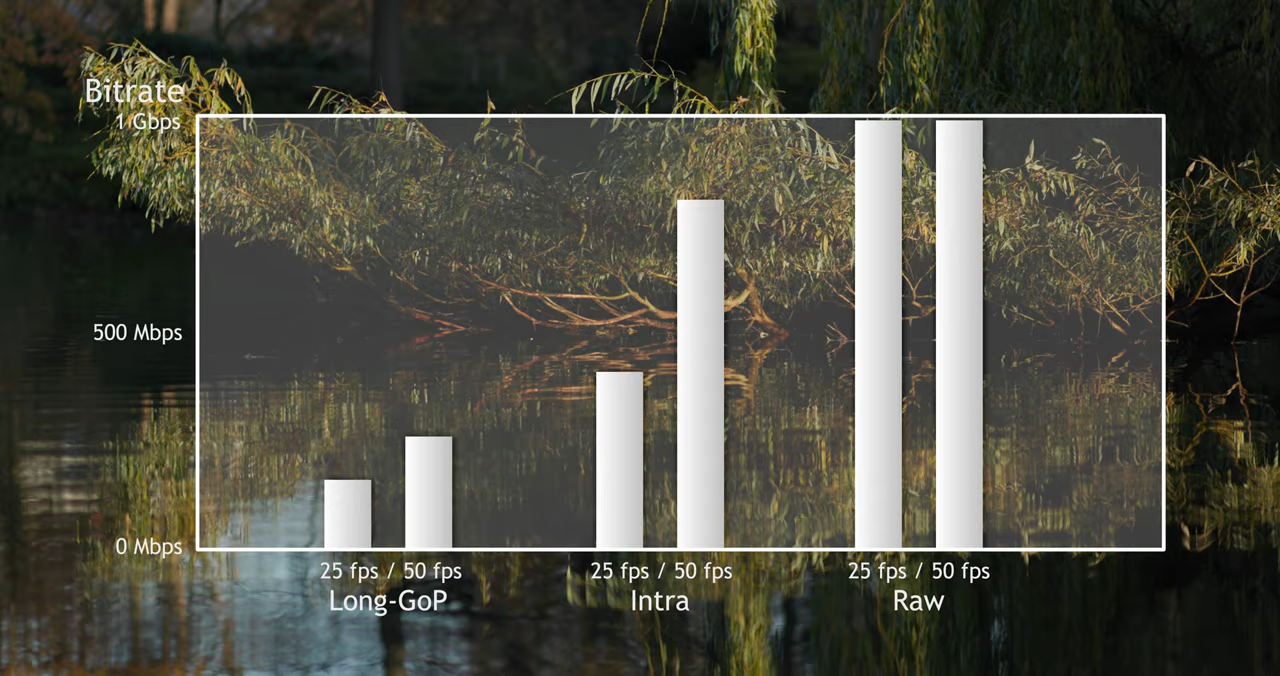 Bitrate
1 Gbps
500 Mbps
0 Mbps
25 fps / 50 fps
Long-GoP
25 fps / 50 fps
Intra
25 fps / 50 fps
Raw